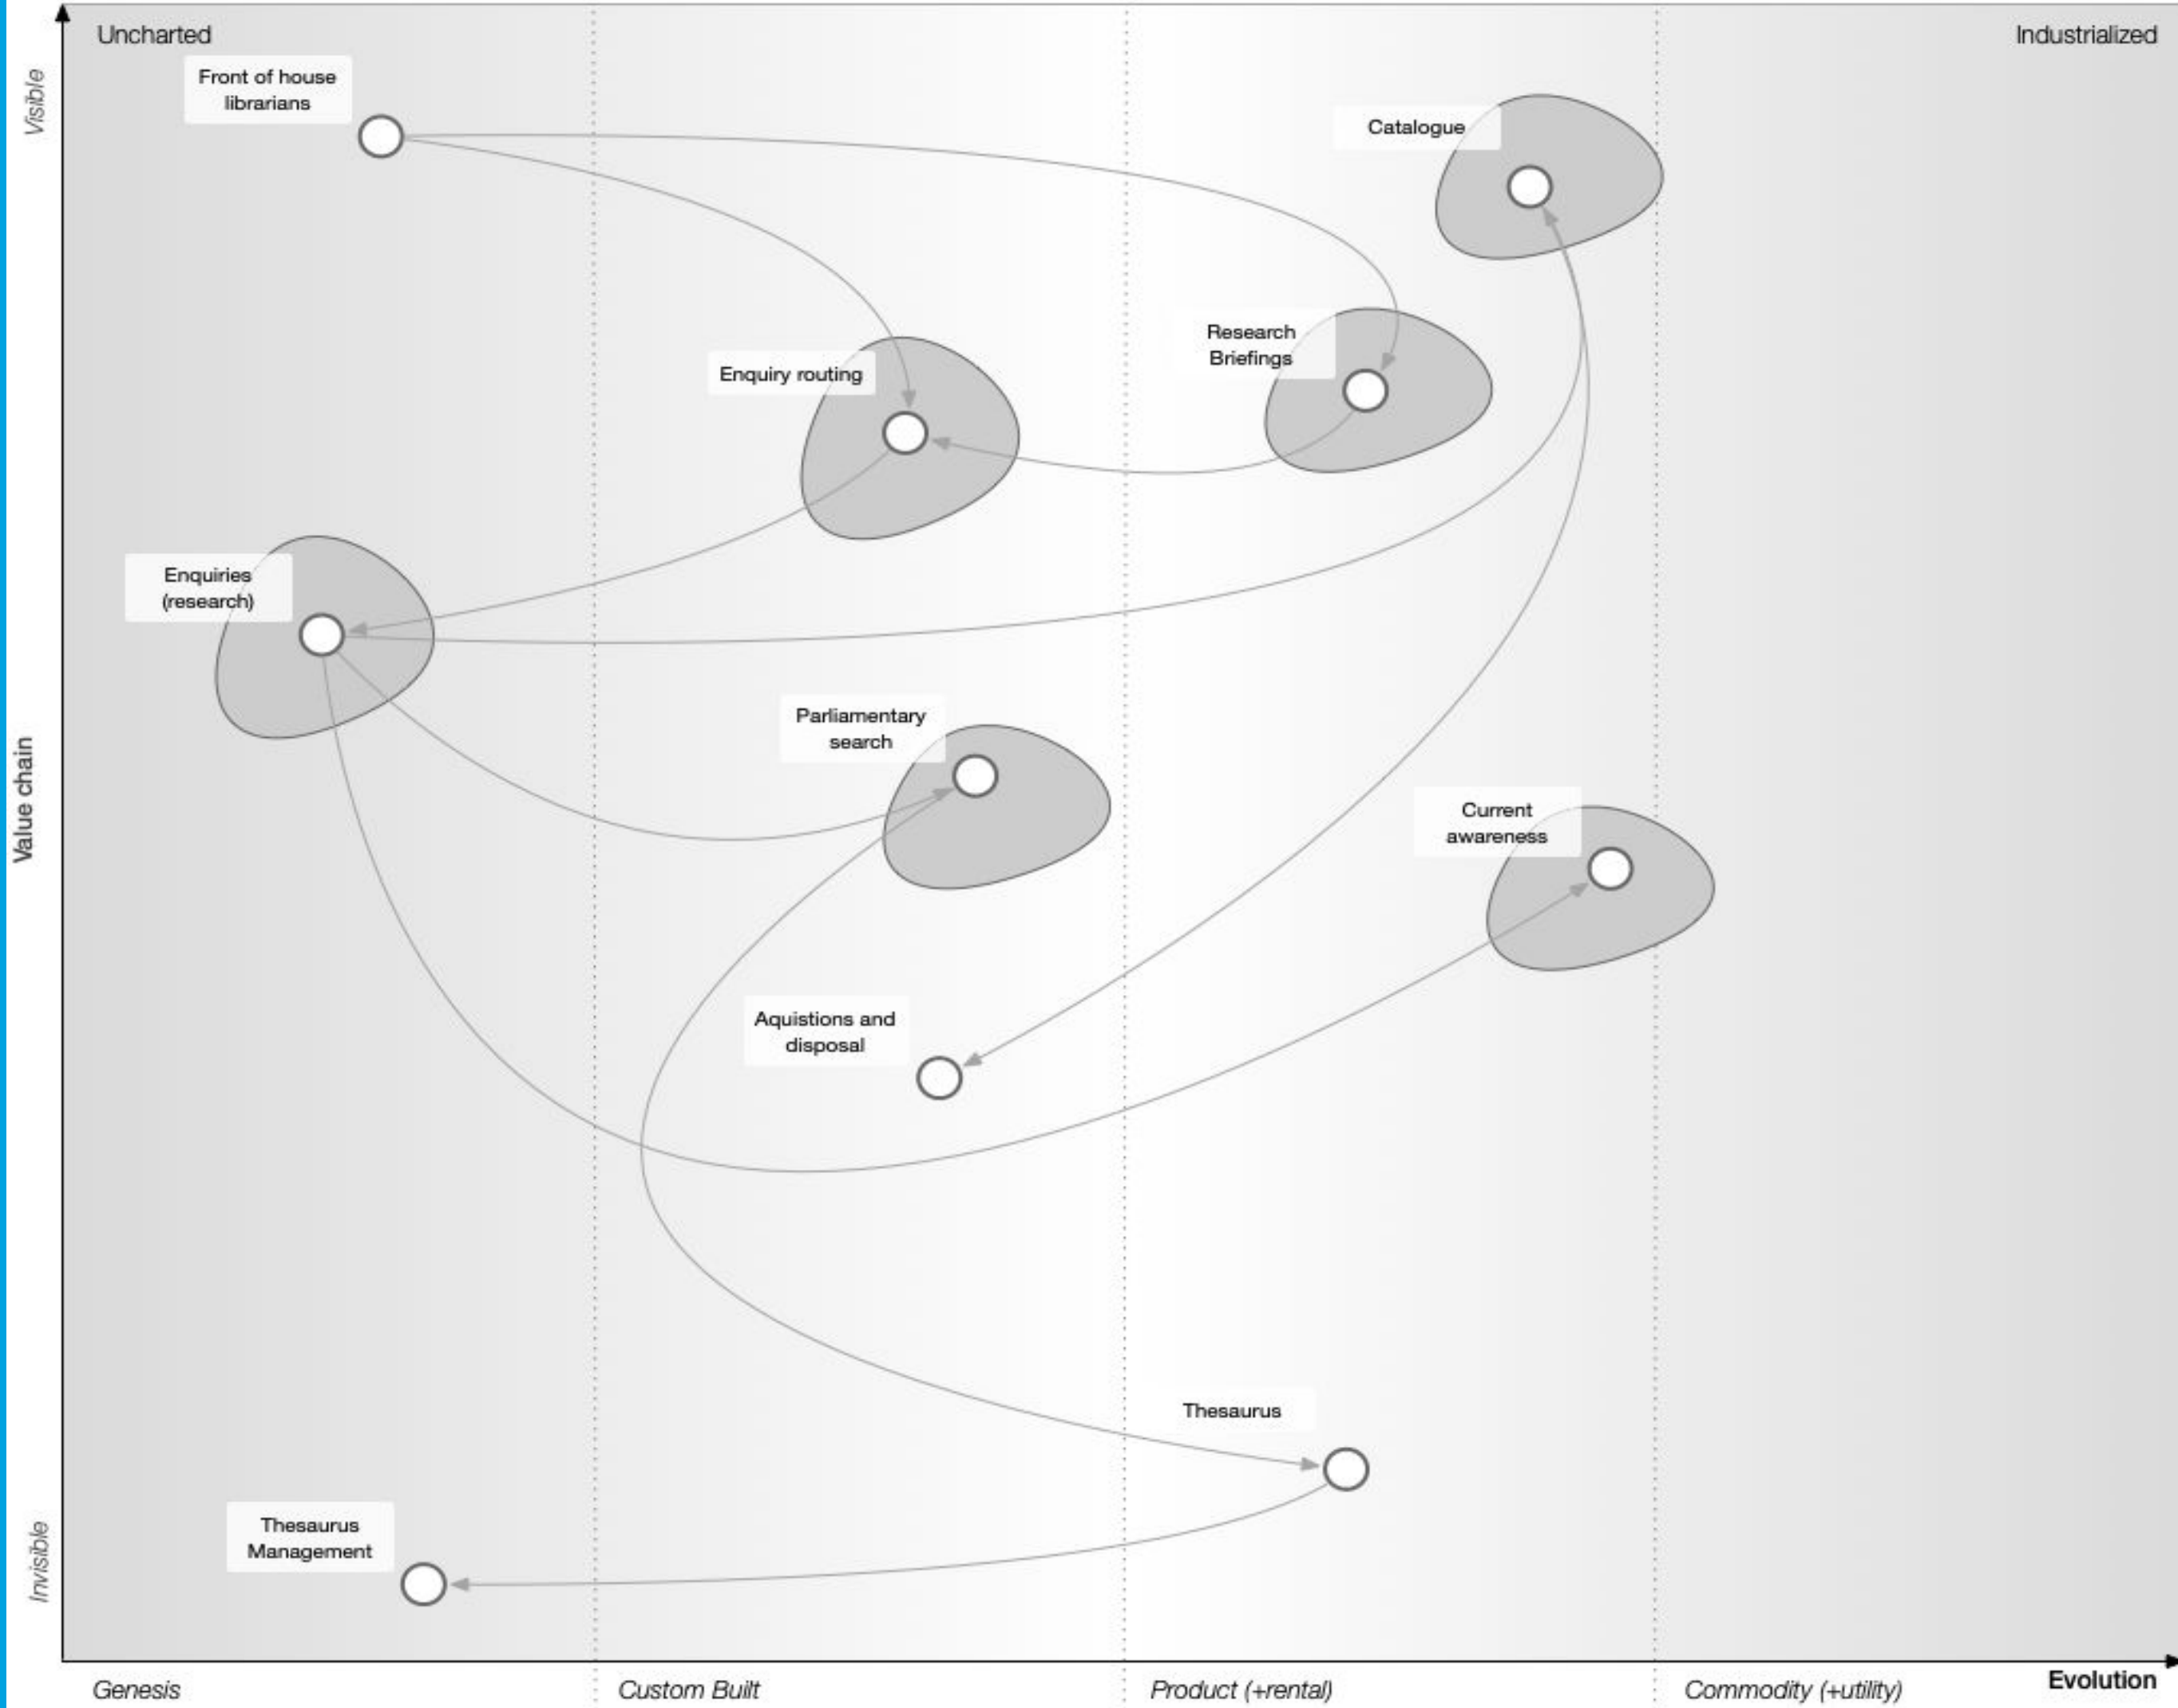 Uncharted
Industrialized
Visible
Front of house
librarians
Catalogue
Research
Briefings
Enquiry routing
Enquiries
(research)
Parliamentary
search
Value chain
Current
awareness
Aquistions and
disposal
Thesaurus
Thesaurus
Management
Invisible
Genesis
Custom Built
Product (+rental)
Commodity (+utility)
Evolution